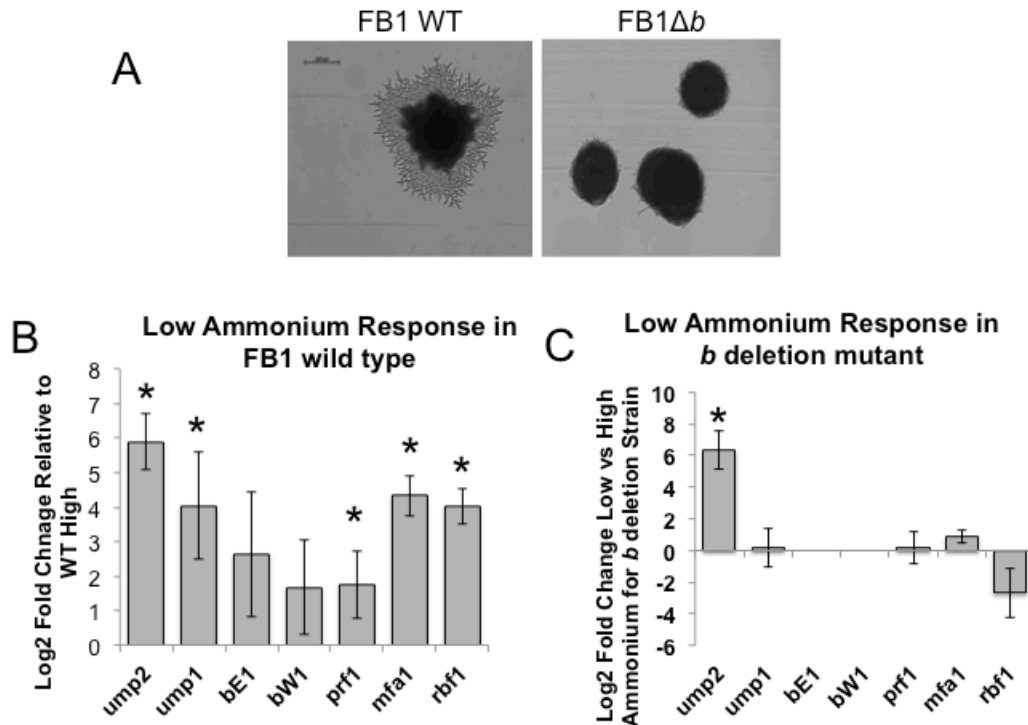 FB1 WT
FB1Δb
A
B
Low Ammonium Response in
FB1 wild type
Log2 Fold Chnage Relative to
WT High
8
7
6
5
4
3
2
1
0
*
*
*
*
*
ump2
ump1
bE1
bW1
prf1
mfa1
rbf1
C
Low Ammonium Response in
b deletion mutant
Log2 Fold Change Low vs High
Ammonium for b deletion Strain
10
8
6
4
2
0
-2
-4
-6
*
ump2
ump1
bE1
bW1
prf1
mfa1
rbf1